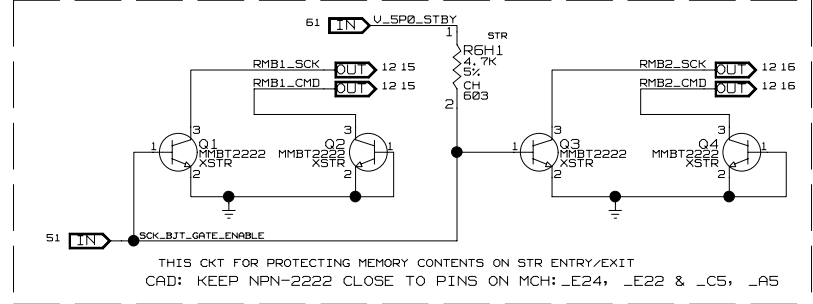 61 IN V_5P0_STBY
1 STR
R6H1
4.7K
5%
CH
603
2
RMB1_SCK OUT 12 15
RMB1_CMD OUT 12 15
RMB2_SCK OUT 12 16
RMB2_CMD OUT 12 16
3
1 Q1
MMBT2222
XSTR
2
3
Q2 1
MMBT2222
XSTR
2
3
1 Q3
MMBT2222
XSTR
2
3
Q4 1
MMBT2222
XSTR
2
51 IN SCK_BJT_GATE_ENABLE
THIS CKT FOR PROTECTING MEMORY CONTENTS ON STR ENTRY/EXIT
CAD: KEEP NPN-2222 CLOSE TO PINS ON MCH:_E24, _E22 & _C5, _A5